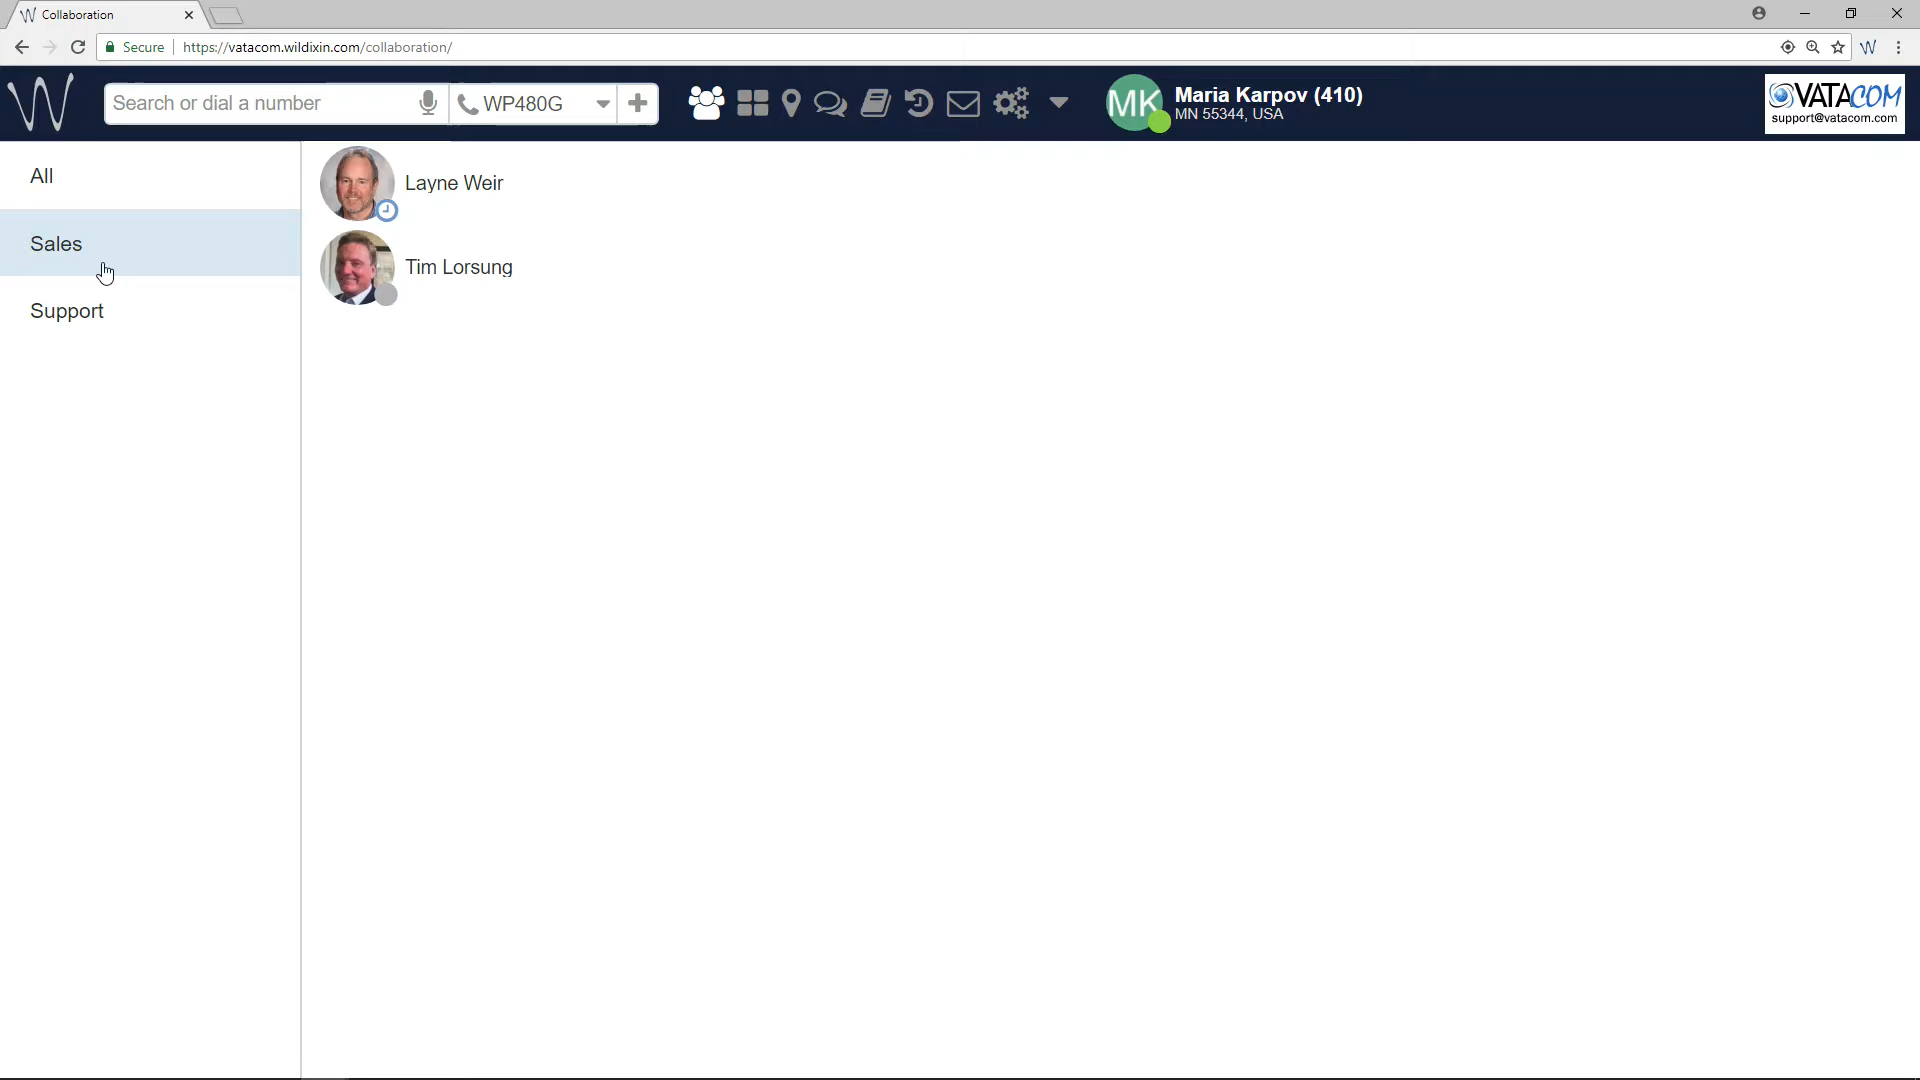 Collaboration
Secure
https://vatacom.wildixin.com/collaboration/
W
Search or dial a number
WP480G
MK
Maria Karpov (410)
MN 55344, USA
VATACOM
support@vatacom.com
All
Sales
Support
Layne Weir
Tim Lorsung